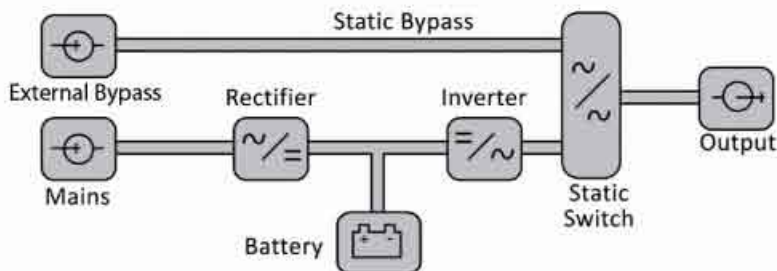 Static Bypass
External Bypass
Rectifier
Inverter
Mains
Output
Static
Switch
Battery